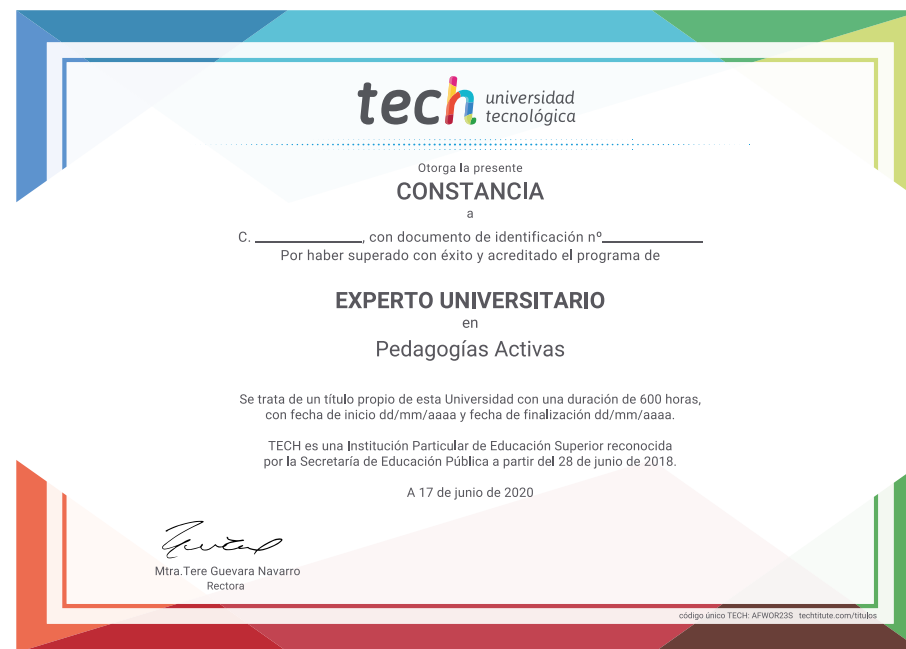 tech universidad
tecnológica
Otorga la presente
CONSTANCIA
a
C. ______________, con documento de identificación nº_____________
Por haber superado con éxito y acreditado el programa de
EXPERTO UNIVERSITARIO
en
Pedagogías Activas
Se trata de un título propio de esta Universidad con una duración de 600 horas,
con fecha de inicio dd/mm/aaaa y fecha de finalización dd/mm/aaaa.
TECH es una Institución Particular de Educación Superior reconocida
por la Secretaría de Educación Pública a partir del 28 de junio de 2018.
A 17 de junio de 2020
Mtra.Tere Guevara Navarro
Rectora
código único TECH: AFWOR23S techtitute.com/titulos